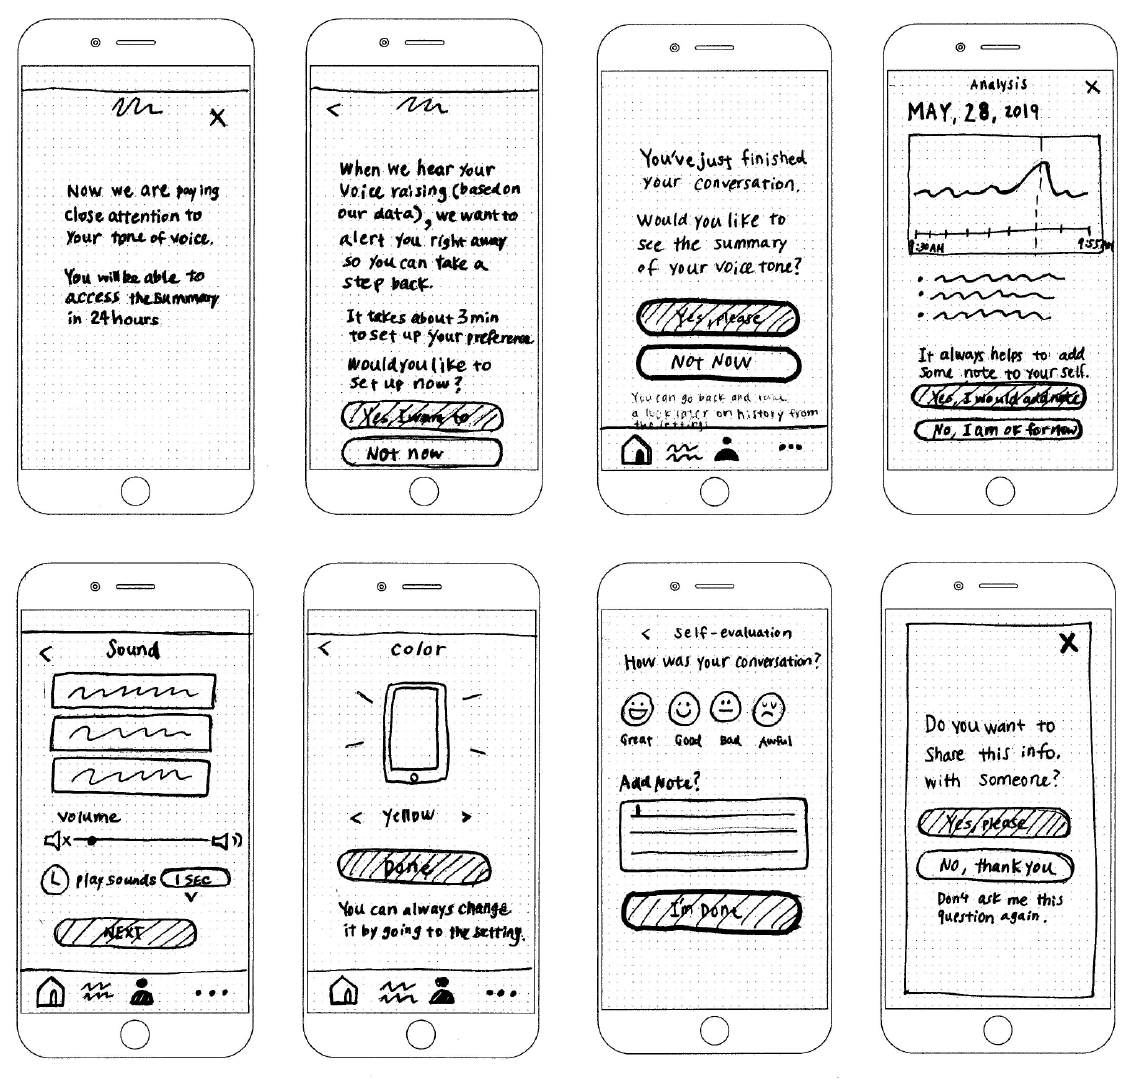 Now we are paying
close attention to
your tone of voice.
You will be able to
access the summary
in 24 hours
When we hear your
voice raising (based on
our data), we want to
alert you right away
so you can take a
step back.
It takes about 3 min
to set up your preference
Would you like to
set up now?
Yes, I want to
Not now
You've just finished
your conversation.
Would you like to
see the summary
of your voice tone?
Yes, please
NOT NOW
You can go back and take
a look later on history from
the setting.
Analysis
MAY, 28, 2019
9:55AM
It always helps to add
some note to your self.
Yes, I would add note
No, I am ok for now
Sound
Volume
play sounds 1 SEC
NEXT
Color
< Yellow >
Done
You can always change
it by going to the setting.
< Self-evaluation
How was your conversation?
Great Good Bad Awful
Add Note?
I'm Done
Do you want to
share this info.
with someone?
Yes, please
NO, thank you
Don't ask me this
question again.